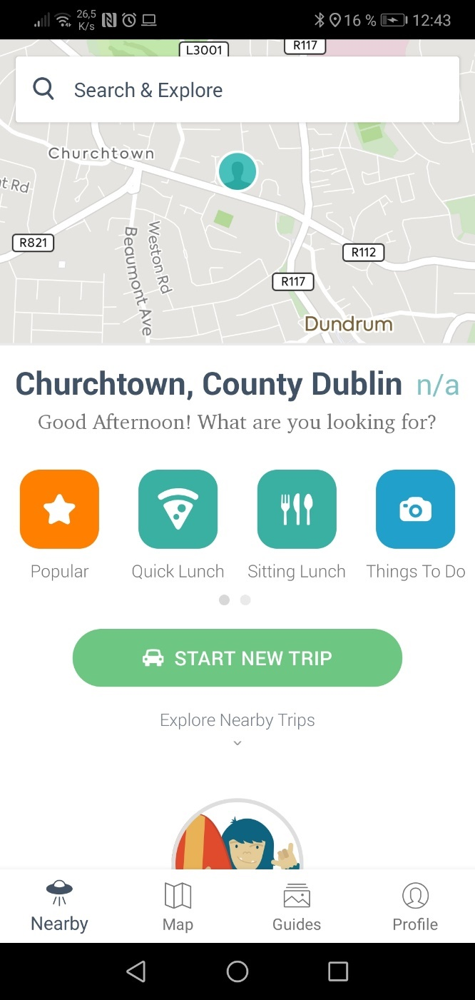 26,5
K/s
16 %
12:43
L3001
R117
Search & Explore
Churchtown
t Rd
R821
Beaumont Ave
Weston Rd
R112
R117
Dundrum
Churchtown, County Dublin n/a
Good Afternoon! What are you looking for?
Popular
Quick Lunch
Sitting Lunch
Things To Do
START NEW TRIP
Explore Nearby Trips
Nearby
Map
Guides
Profile